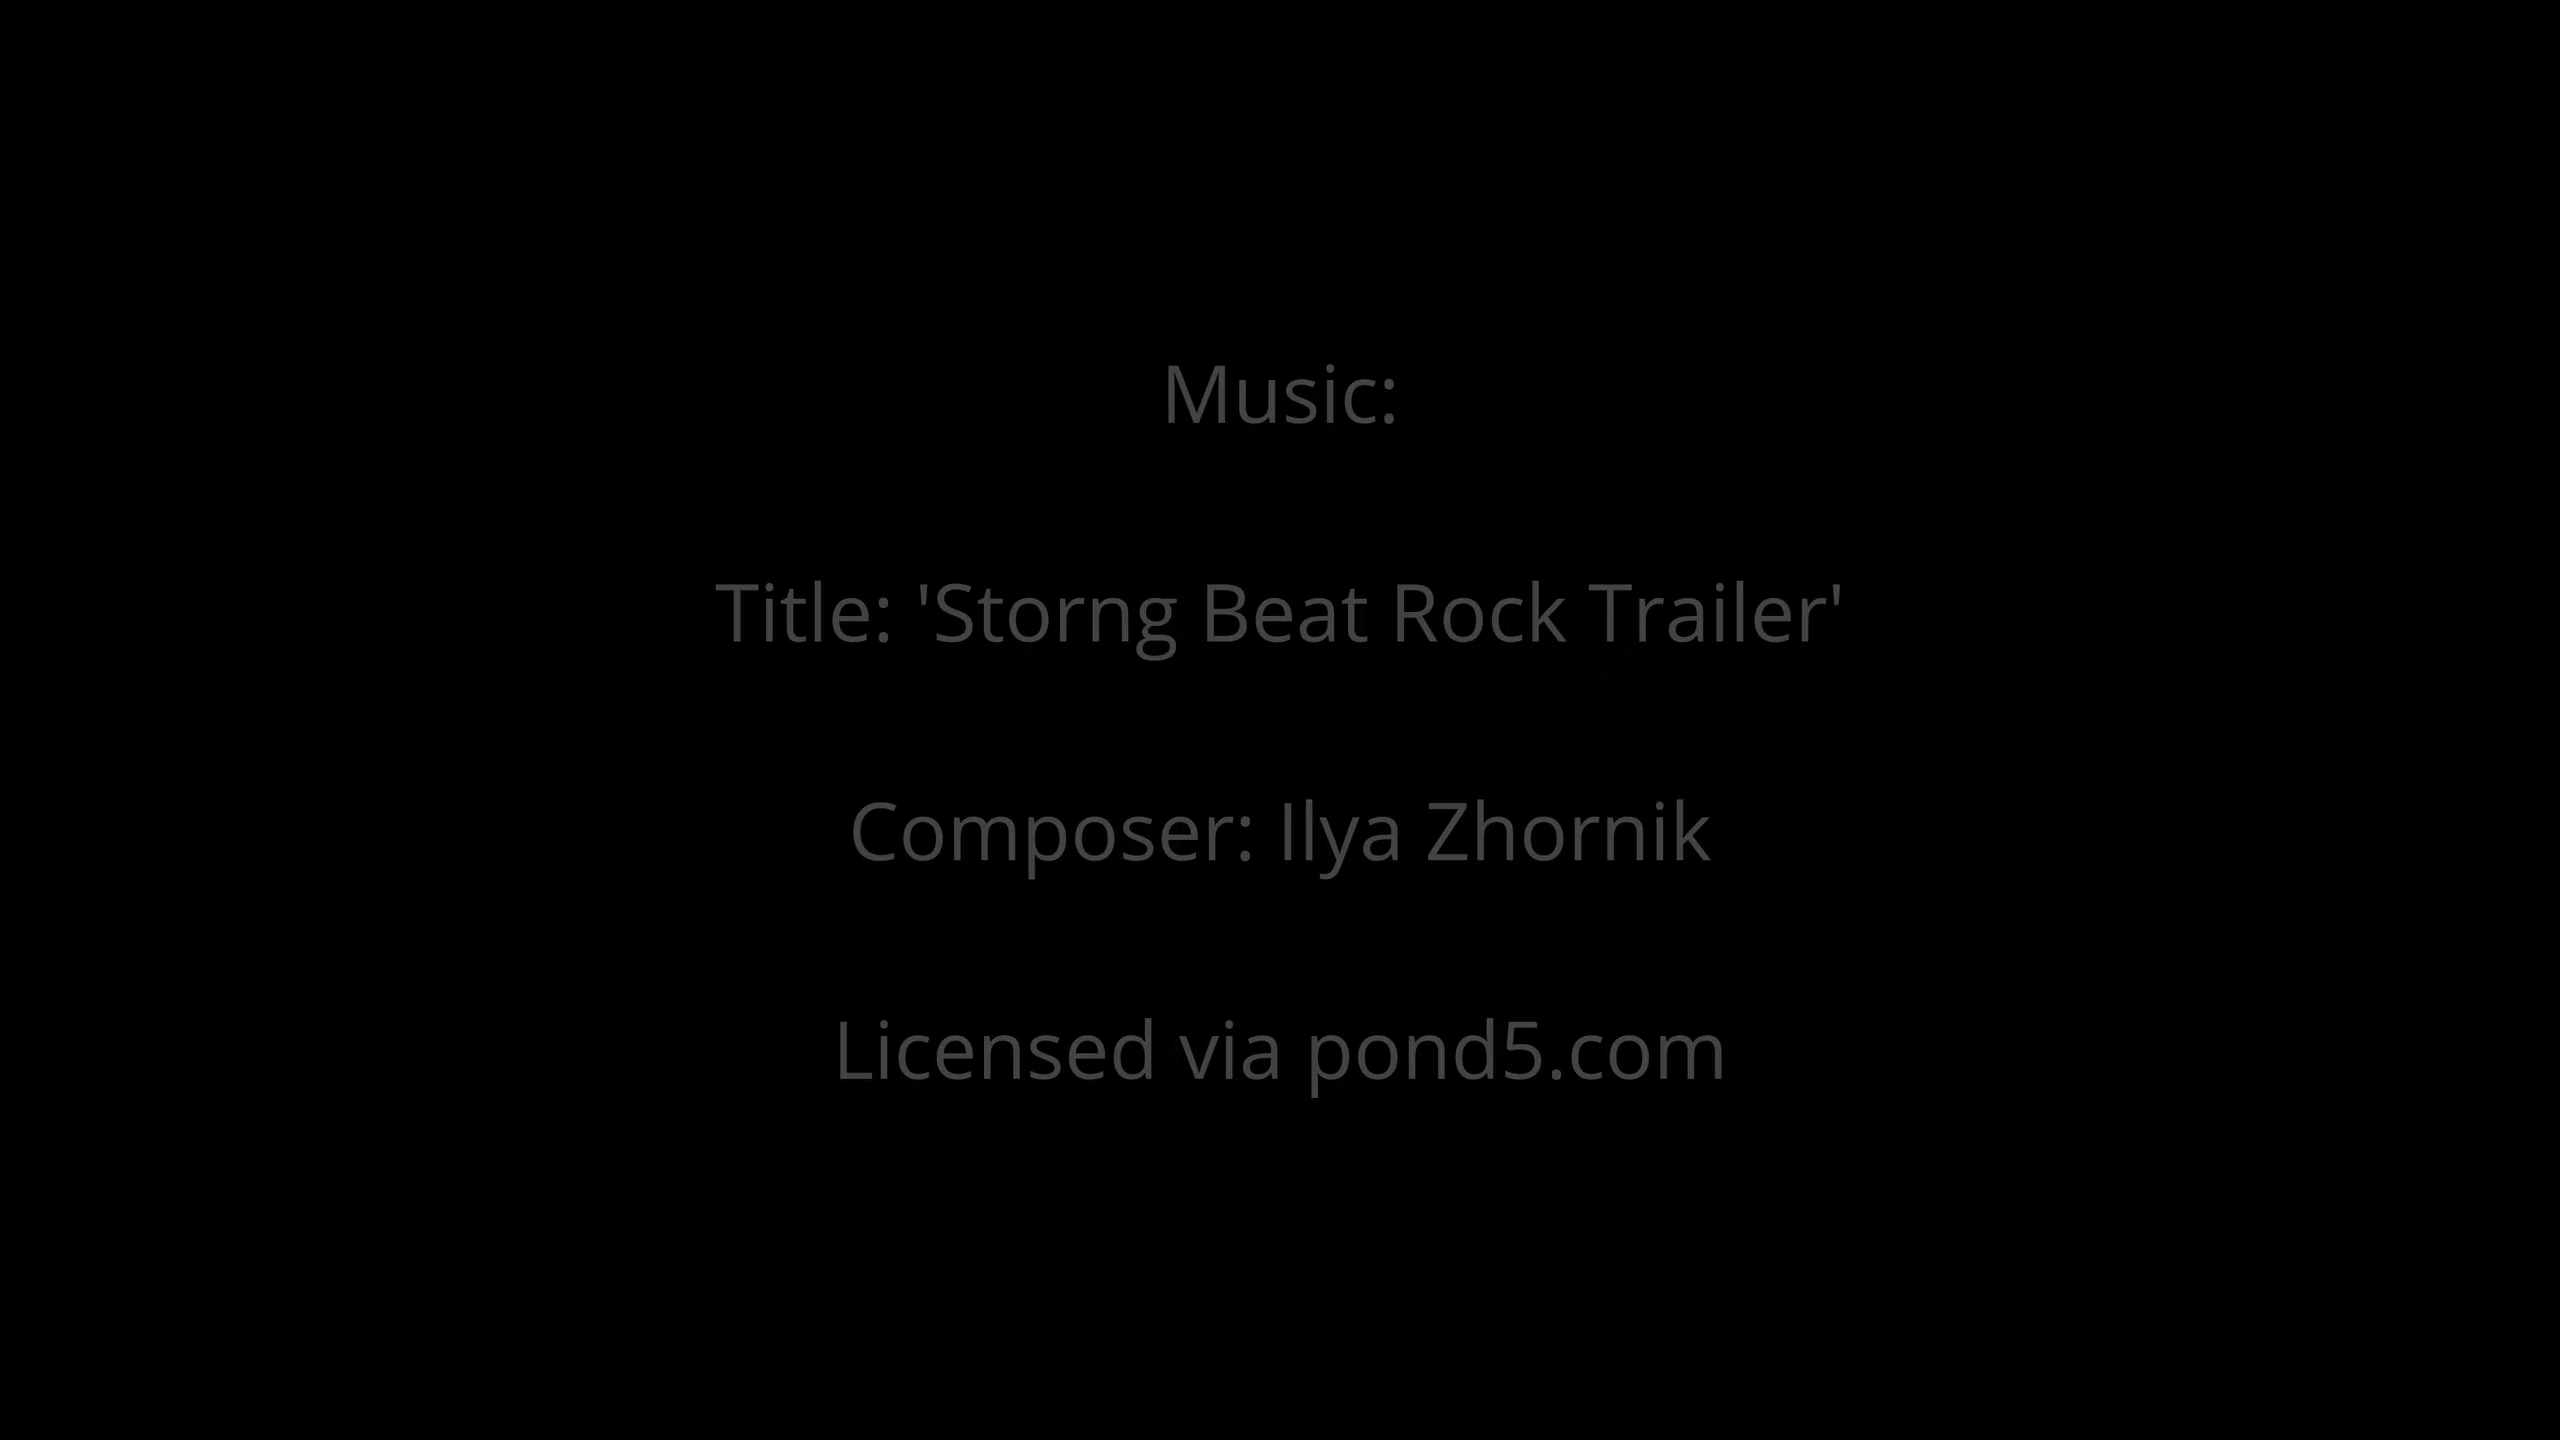 Music:
Title: 'Storng Beat Rock Trailer'
Composer: Ilya Zhornik
Licensed via pond5.com